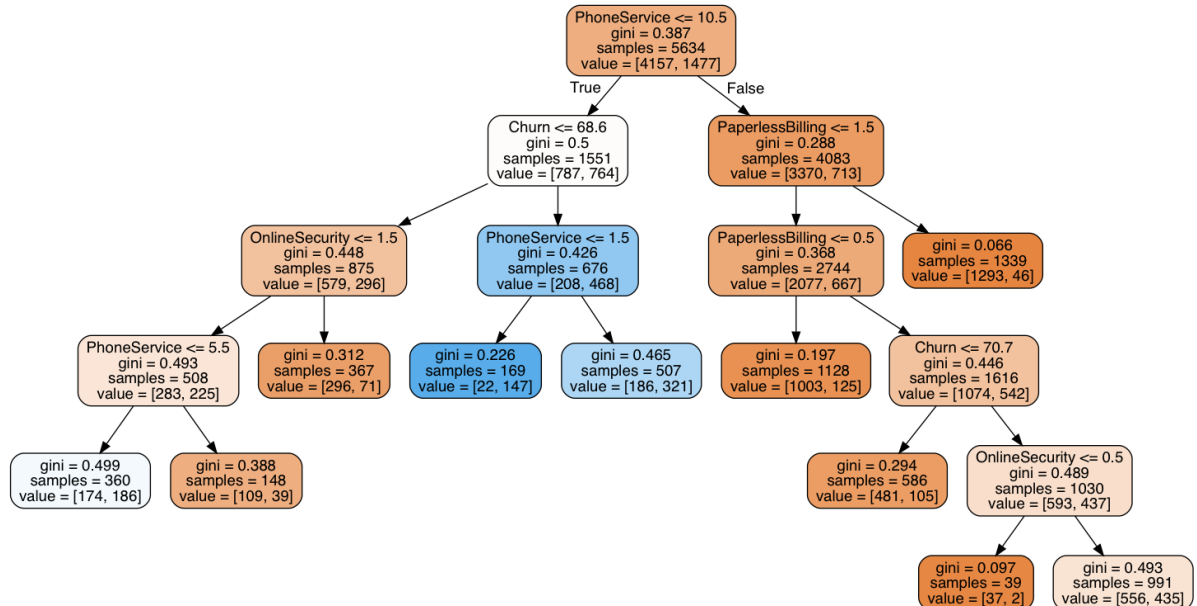 PhoneService <= 10.5
gini = 0.387
samples = 5634
value = [4157, 1477]
True
False
Churn <= 68.6
gini = 0.5
samples = 1551
value = [787, 764]
PaperlessBilling <= 1.5
gini = 0.288
samples = 4083
value = [3370, 713]
OnlineSecurity <= 1.5
gini = 0.448
samples = 875
value = [579, 296]
PhoneService <= 1.5
gini = 0.426
samples = 676
value = [208, 468]
PaperlessBilling <= 0.5
gini = 0.368
samples = 2744
value = [2077, 667]
gini = 0.066
samples = 1339
value = [1293, 46]
PhoneService <= 5.5
gini = 0.493
samples = 508
value = [283, 225]
gini = 0.312
samples = 367
value = [296, 71]
gini = 0.226
samples = 169
value = [22, 147]
gini = 0.465
samples = 507
value = [186, 321]
gini = 0.197
samples = 1128
value = [1003, 125]
Churn <= 70.7
gini = 0.446
samples = 1616
value = [1074, 542]
gini = 0.499
samples = 360
value = [174, 186]
gini = 0.388
samples = 148
value = [109, 39]
gini = 0.294
samples = 586
value = [481, 105]
OnlineSecurity <= 0.5
gini = 0.489
samples = 1030
value = [593, 437]
gini = 0.097
samples = 39
value = [37, 2]
gini = 0.493
samples = 991
value = [556, 435]